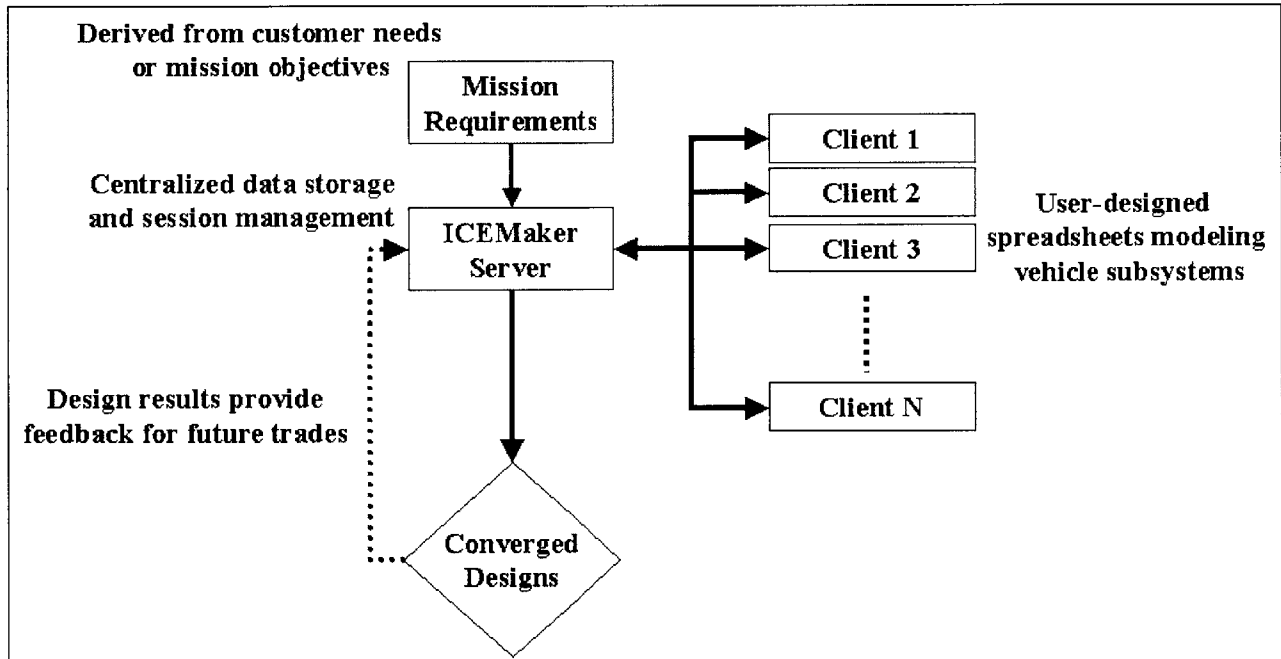 Derived from customer needs
or mission objectives
Mission
Requirements
Centralized data storage
and session management
ICEMaker
Server
Client 1
Client 2
Client 3
Client N
User-designed
spreadsheets modeling
vehicle subsystems
Design results provide
feedback for future trades
Converged
Designs